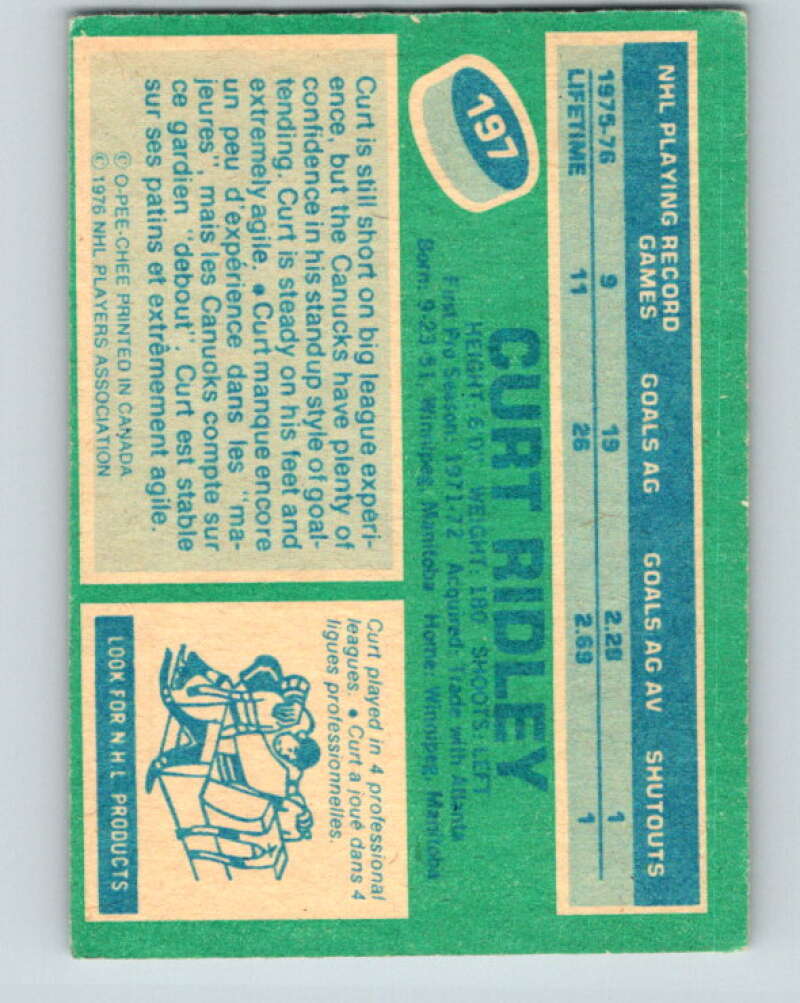 NHL PLAYING RECORD
GAMES GOALS AG GOALS AG AV SHUTOUTS
1975-76 9 19 2.28 1
LIFETIME 11 26 2.69 1
197
CURT RIDLEY
HEIGHT: 6'0" WEIGHT: 180 SHOOTS: LEFT
First Pro Season: 1971-72 Acquired: Trade with Atlanta
Born: 9-23-51, Winnipeg, Manitoba Home: Winnipeg, Manitoba
Curt is still short on big league experi-
ence, but the Canucks have plenty of
confidence in his stand up style of goal-
tending. Curt is steady on his feet and
extremely agile. • Curt manque encore
un peu d'expérience dans les "ma-
jeures", mais les Canucks compte sur
ce gardien "debout". Curt est stable
sur ses patins et extrêmement agile.
© O-PEE-CHEE PRINTED IN CANADA
© 1976 NHL PLAYERS ASSOCIATION
Curt played in 4 professional
leagues. • Curt a joué dans 4
ligues professionnelles.
LOOK FOR N.H.L. PRODUCTS